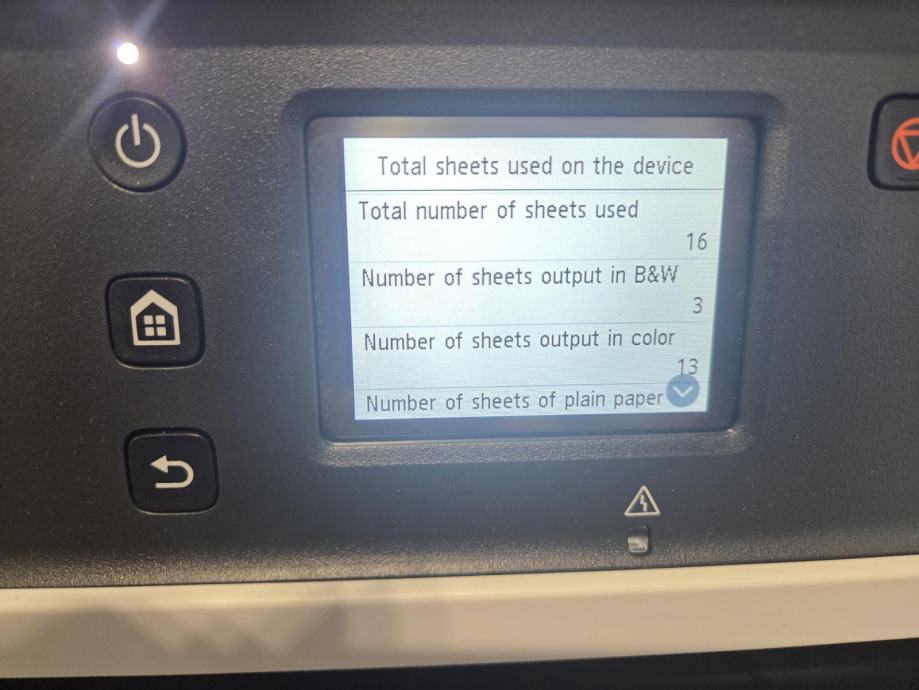 Total sheets used on the device
Total number of sheets used
16
Number of sheets output in B&W
3
Number of sheets output in color
13
Number of sheets of plain paper